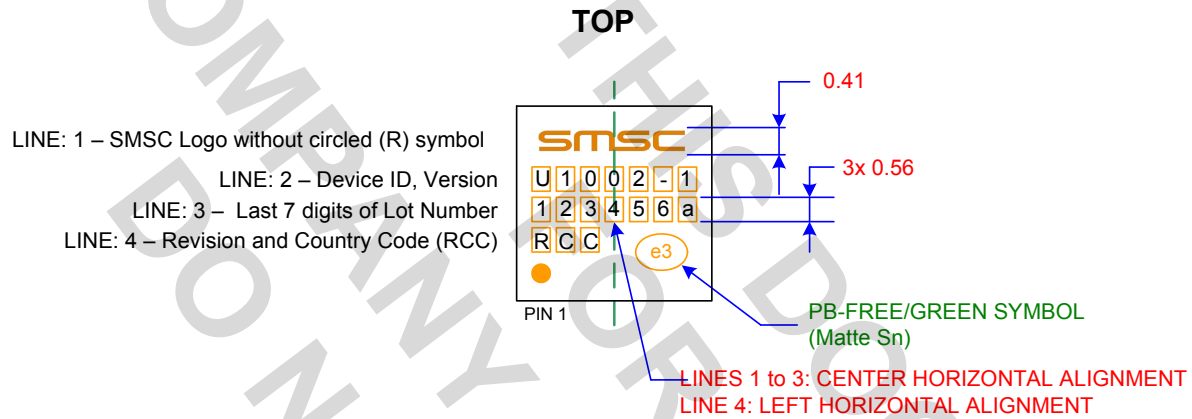 TOP
0.41
LINE: 1 – SMSC Logo without circled (R) symbol
smsc
3x 0.56
LINE: 2 – Device ID, Version
U1002-1
LINE: 3 – Last 7 digits of Lot Number
123456a
LINE: 4 – Revision and Country Code (RCC)
RCC
e3
PIN 1
PB-FREE/GREEN SYMBOL
(Matte Sn)
LINES 1 to 3: CENTER HORIZONTAL ALIGNMENT
LINE 4: LEFT HORIZONTAL ALIGNMENT